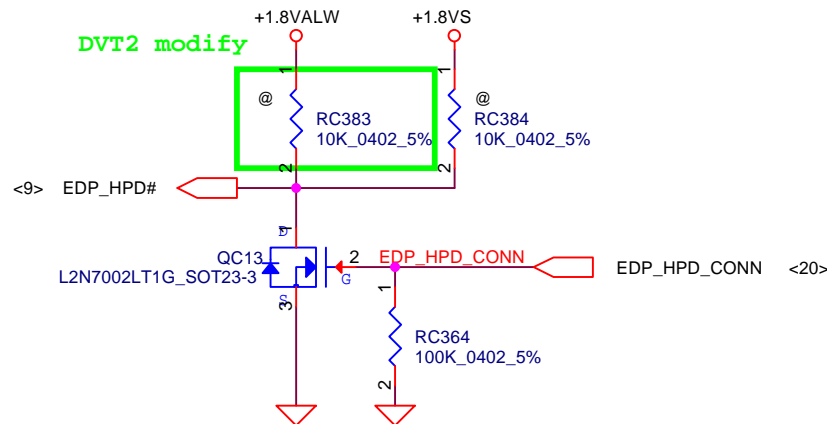 +1.8VALW +1.8VS
DVT2 modify
1 1
@ @
RC383 RC384
10K_0402_5% 10K_0402_5%
2 2
<9> EDP_HPD#
1
D
QC13 2 EDP_HPD_CONN EDP_HPD_CONN <20>
L2N7002LT1G_SOT23-3 G
S
3 1
RC364
100K_0402_5%
2